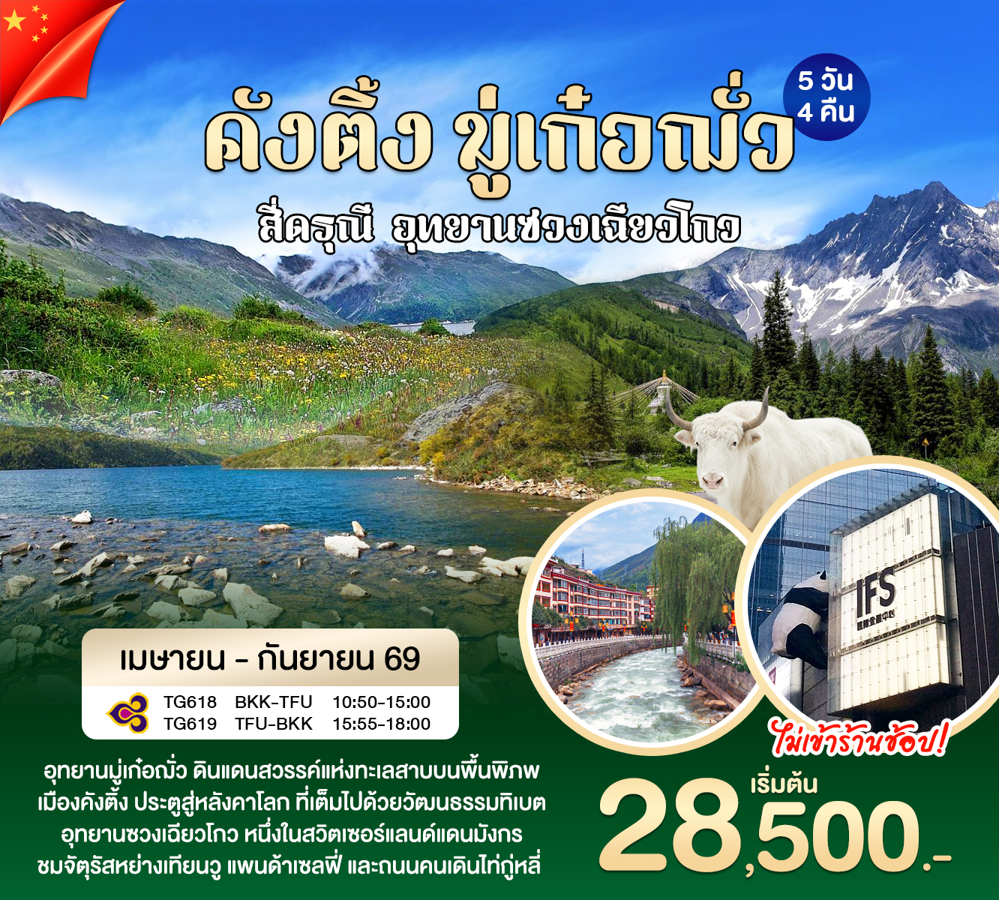 5 วัน
4 คืน
คังติ้ง มู่เก๋อฌั่ว
สี่ดรุณี อุทยานซวงเฉียวโกว
IFS
เมษายน - กันยายน 69
TG618 BKK-TFU 10:50-15:00
TG619 TFU-BKK 15:55-18:00
ไม่เข้าร้านช้อป!
อุทยานมู่เก๋อฌั่ว ดินแดนสวรรค์แห่งทะเลสาบบนพื้นพิภพ
เมืองคังติ้ง ประตูสู่หลังคาโลก ที่เต็มไปด้วยวัฒนธรรมทิเบต
อุทยานซวงเฉียวโกว หนึ่งในสวิตเซอร์แลนด์แดนมังกร
ชมจัตุรัสหย่างเทียนวู แพนด้าเซลฟี่ และถนนคนเดินไท่กู่หลี่
เริ่มต้น
28,500.-